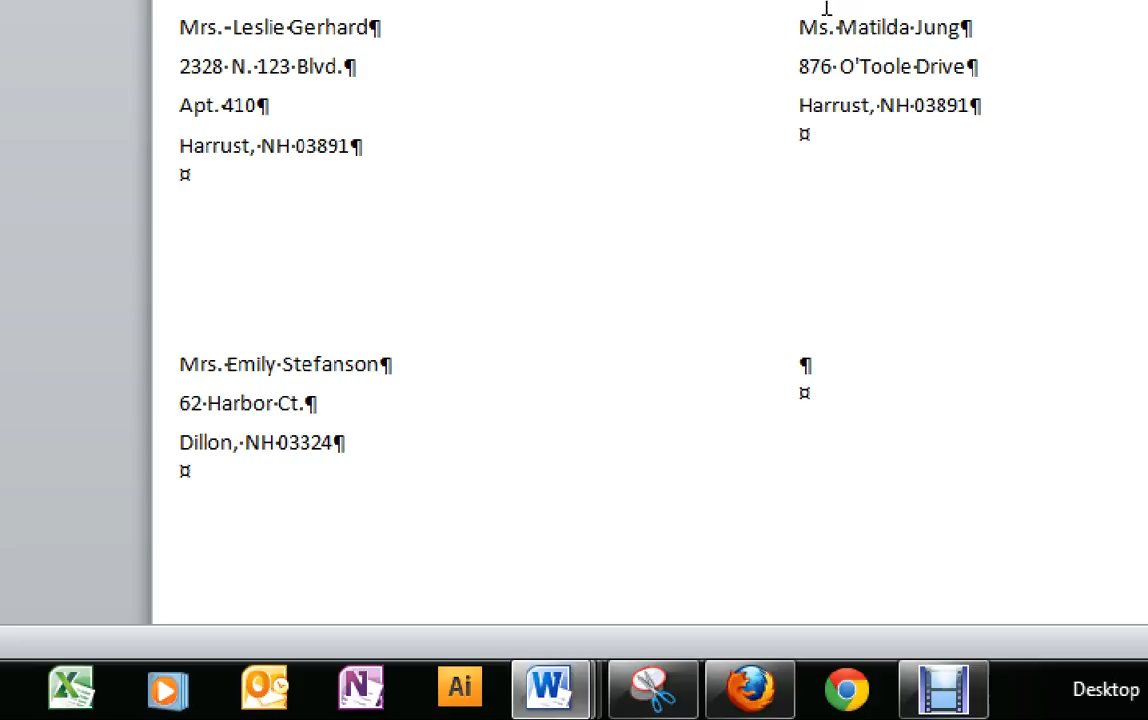 Mrs.·Leslie·Gerhard¶
2328·N.·123·Blvd.¶
Apt.·410¶
Harrust,·NH·03891¶
¤
Ms.·Matilda·Jung¶
876·O'Toole·Drive¶
Harrust,·NH·03891¶
¤
Mrs.·Emily·Stefanson¶
62·Harbor·Ct.¶
Dillon,·NH·03324¶
¤
¶
¤
Ai
Desktop